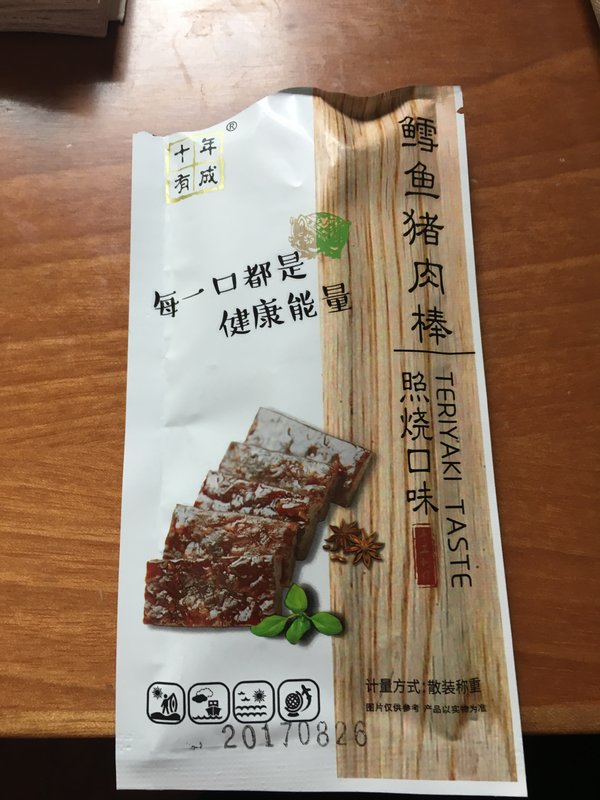 十年
有成
®
鳕鱼猪肉棒
每一口都是
健康能量
照烧口味
TERIYAKI TASTE
计量方式:散装称重
图片仅供参考 产品以实物为准
20170826